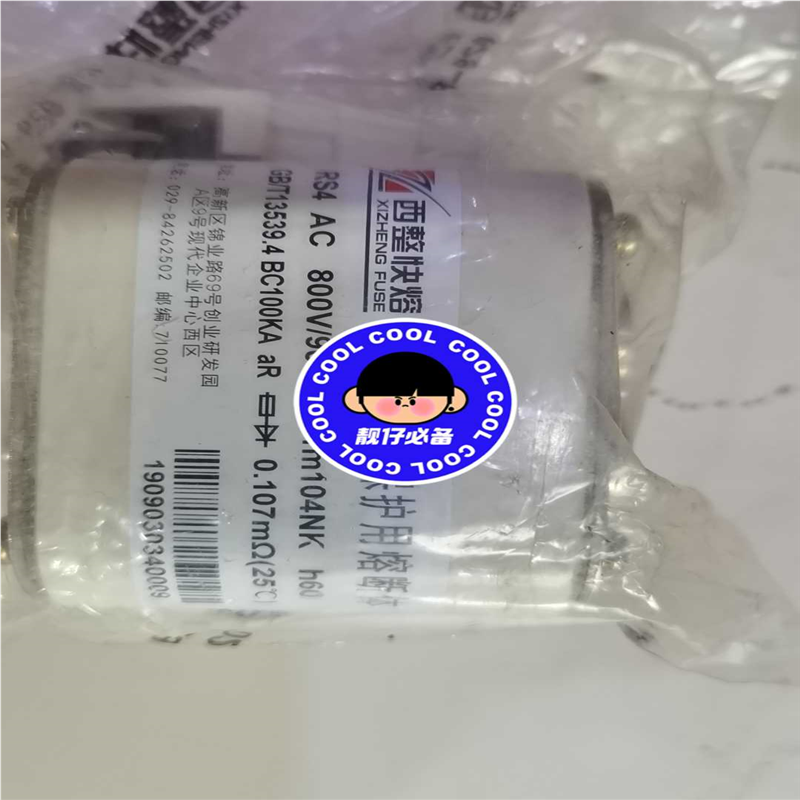 西整快熔
XIZHENG FUSE
护用熔断体
RS4 AC 800V/9
m104NK h60
GB/T13539.4 BC100KA aR 0.107mΩ(25℃)
高新区锦业路69号创业研发园
A区9号现代企业中心西区
029-84262502 邮编:710077
1909030340009
COOL COOL COOL COOL COOL COOL COOL COOL
靓仔必备